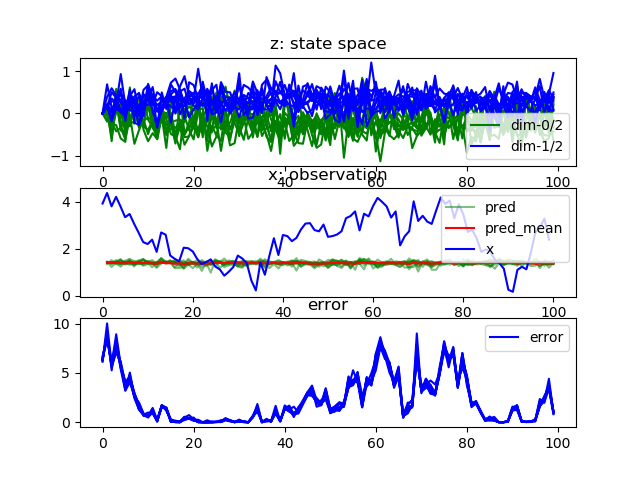 z: state space
1
0
−1
dim-0/2
dim-1/2
0 20 40 60 80 100
x: observation
4
2
0
pred
pred_mean
x
0 20 40 60 80 100
error
10
5
0
error
0 20 40 60 80 100